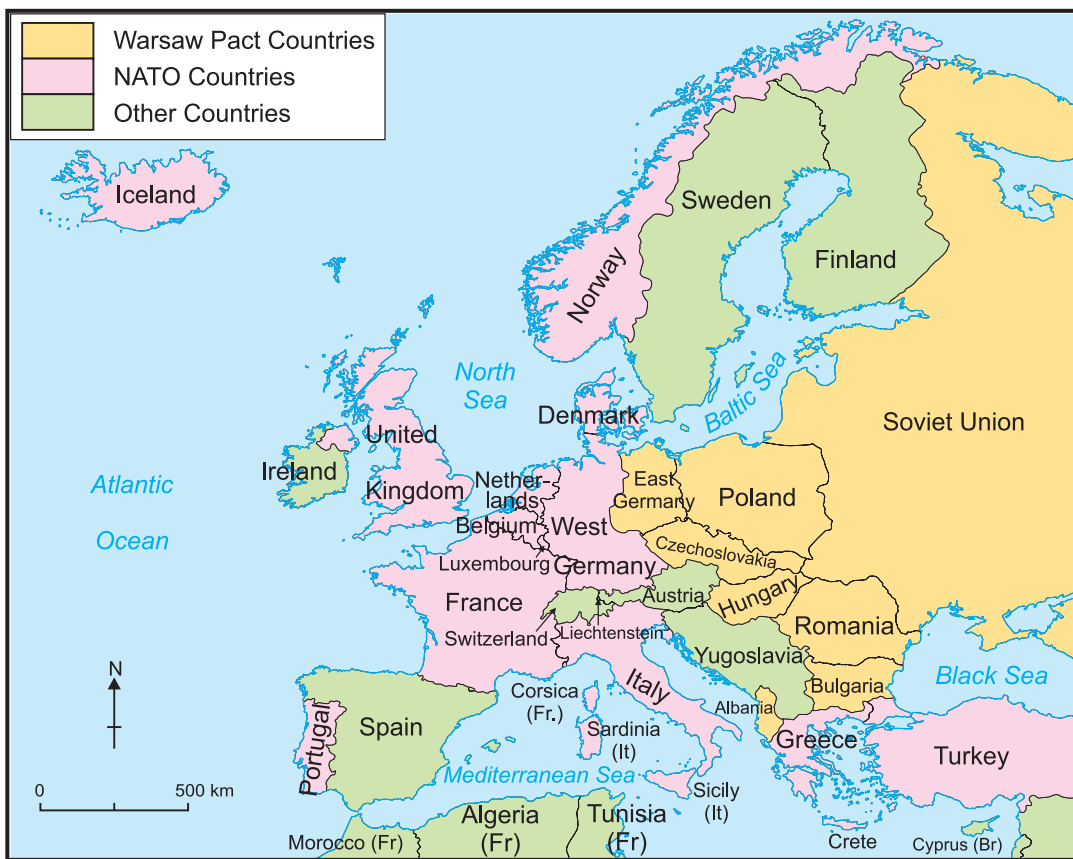 Warsaw Pact Countries
NATO Countries
Other Countries
Iceland
Sweden
Finland
Norway
North
Sea
Baltic Sea
Denmark
Soviet Union
United
Kingdom
Ireland
Atlantic
Ocean
Nether-
lands
Belgium
Luxembourg
West
Germany
East
Germany
Poland
Czechoslovakia
France
Switzerland
Liechtenstein
Austria
Hungary
Romania
Yugoslavia
Bulgaria
Black Sea
Albania
Italy
Corsica
(Fr.)
Sardinia
(It)
Greece
Turkey
Portugal
Spain
Mediterranean Sea
Sicily
(It)
Crete
Cyprus (Br)
Morocco (Fr)
Algeria
(Fr)
Tunisia
(Fr)
N
0
500 km